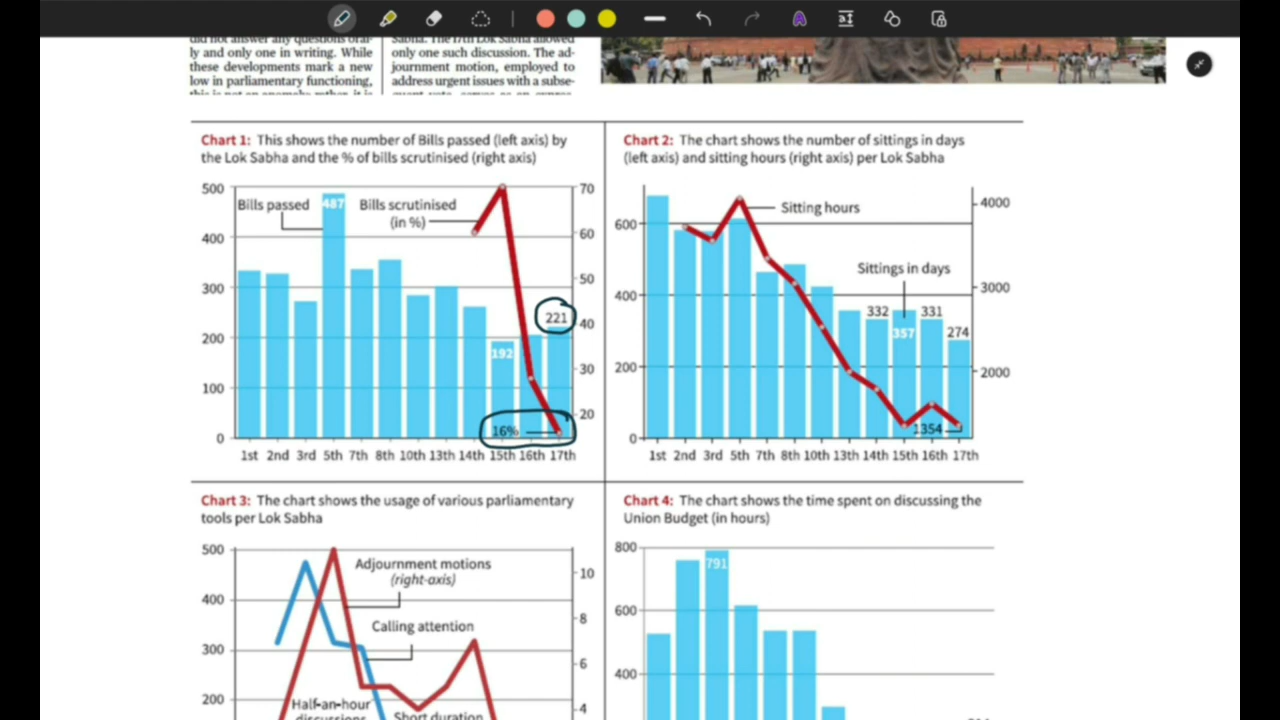 did not answer any questions oral-
ly and only one in writing. While
these developments mark a new
low in parliamentary functioning,
Sabha. The 17th Lok Sabha allowed
only one such discussion. The ad-
journment motion, employed to
address urgent issues with a subse-
Chart 1: This shows the number of Bills passed (left axis) by
the Lok Sabha and the % of bills scrutinised (right axis)
500
400
300
200
100
0
Bills passed
487
Bills scrutinised
(in %)
221
192
16%
70
60
50
40
30
20
1st 2nd 3rd 5th 7th 8th 10th 13th 14th 15th 16th 17th
Chart 2: The chart shows the number of sittings in days
(left axis) and sitting hours (right axis) per Lok Sabha
600
400
200
0
Sitting hours
Sittings in days
332
357
331
274
1354
4000
3000
2000
1st 2nd 3rd 5th 7th 8th 10th 13th 14th 15th 16th 17th
Chart 3: The chart shows the usage of various parliamentary
tools per Lok Sabha
500
400
300
200
Adjournment motions
(right-axis)
Calling attention
Half-an-hour
discussions
Short duration
10
8
6
4
Chart 4: The chart shows the time spent on discussing the
Union Budget (in hours)
800
600
400
791